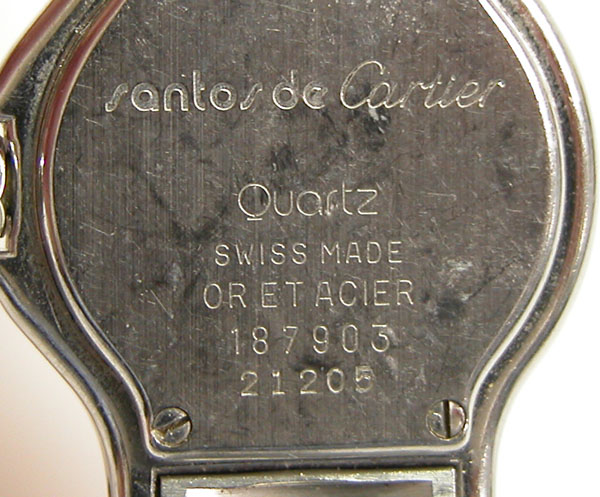 santos de Cartier
Quartz
SWISS MADE
OR ET ACIER
187903
21205